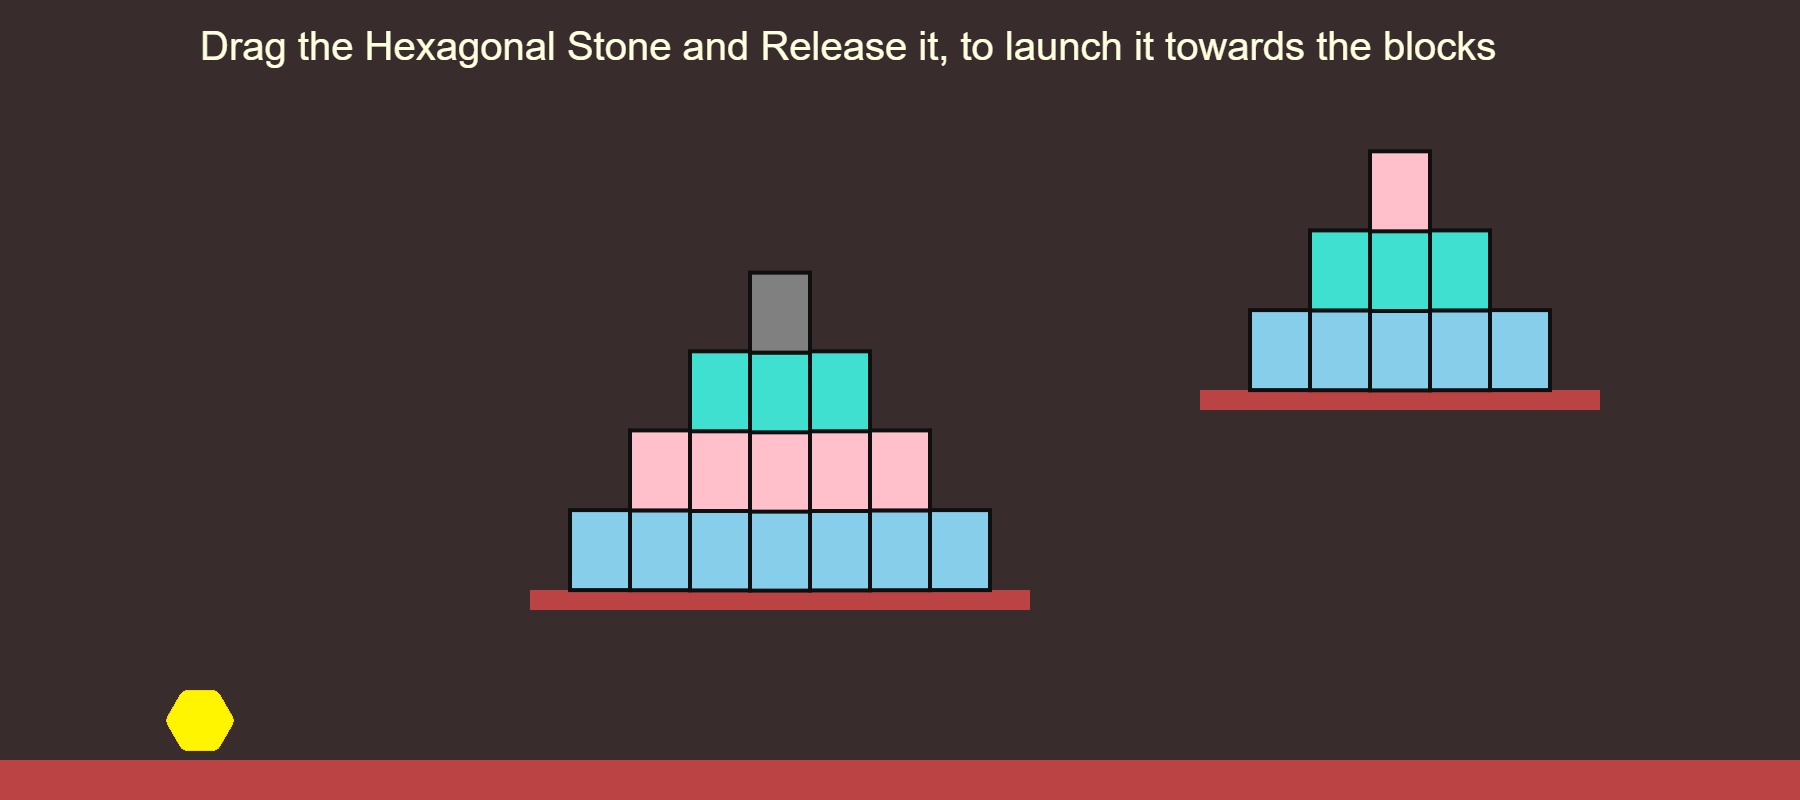 Drag the Hexagonal Stone and Release it, to launch it towards the blocks